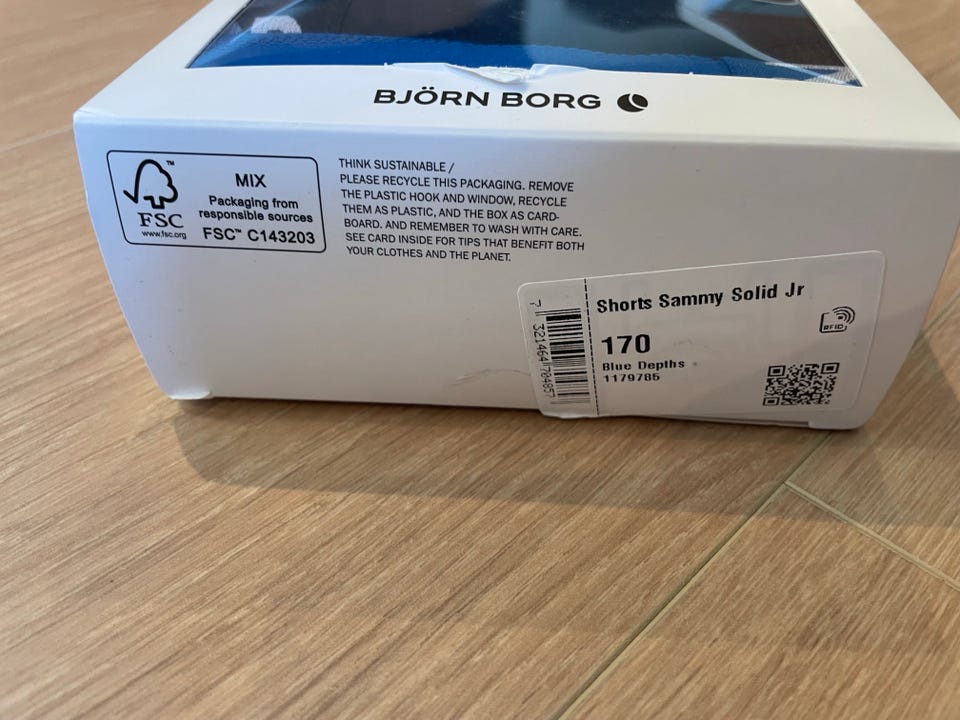 BJÖRN BORG
MIX
Packaging from
responsible sources
FSC™ C143203
FSC
www.fsc.org
THINK SUSTAINABLE /
PLEASE RECYCLE THIS PACKAGING. REMOVE
THE PLASTIC HOOK AND WINDOW, RECYCLE
THEM AS PLASTIC, AND THE BOX AS CARD-
BOARD. AND REMEMBER TO WASH WITH CARE.
SEE CARD INSIDE FOR TIPS THAT BENEFIT BOTH
YOUR CLOTHES AND THE PLANET.
7 321464 704857
Shorts Sammy Solid Jr
RFID
170
Blue Depths
1179785